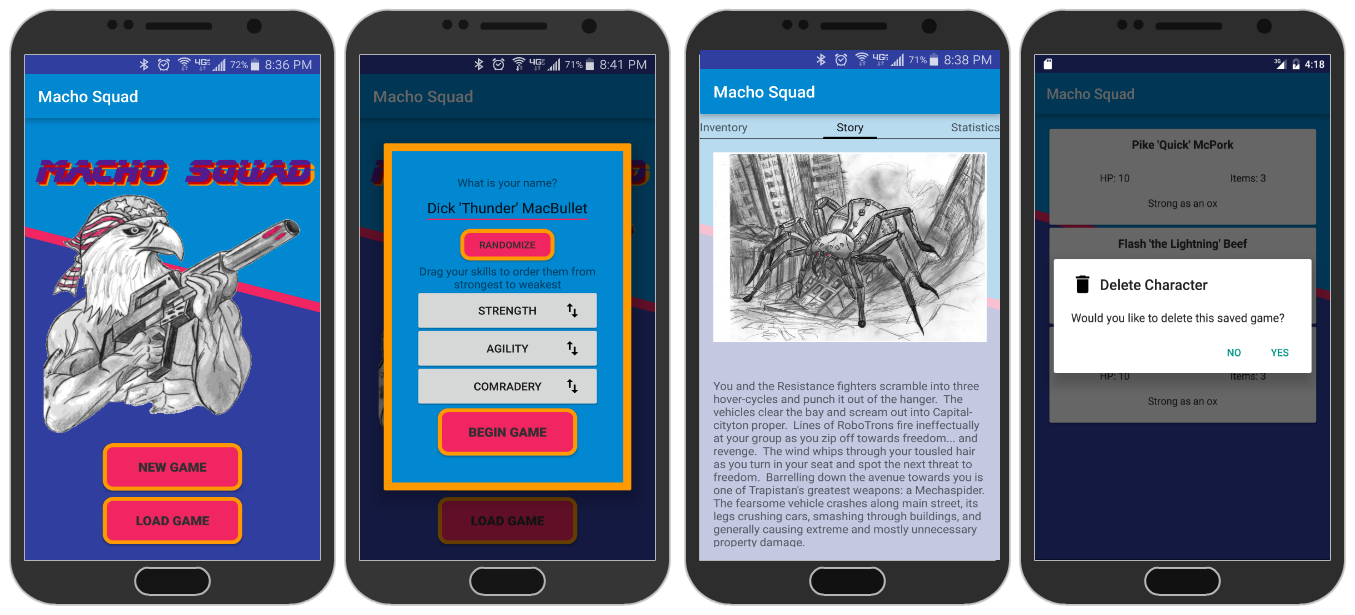 72% 8:36 PM
Macho Squad
MACHO SQUAD
NEW GAME
LOAD GAME
71% 8:41 PM
Macho Squad
What is your name?
Dick 'Thunder' MacBullet
RANDOMIZE
Drag your skills to order them from
strongest to weakest
STRENGTH
AGILITY
COMRADERY
BEGIN GAME
LOAD GAME
71% 8:38 PM
Macho Squad
Inventory Story Statistics
You and the Resistance fighters scramble into three
hover-cycles and punch it out of the hanger. The
vehicles clear the bay and scream out into Capital-
cityton proper. Lines of RoboTrons fire ineffectually
at your group as you zip off towards freedom... and
revenge. The wind whips through your tousled hair
as you turn in your seat and spot the next threat to
freedom. Barrelling down the avenue towards you is
one of Trapistan's greatest weapons: a Mechaspider.
The fearsome vehicle crashes along main street, its
legs crushing cars, smashing through buildings, and
generally causing extreme and mostly unnecessary
property damage.
4:18
Macho Squad
Pike 'Quick' McPork
HP: 10 Items: 3
Strong as an ox
Flash 'the Lightning' Beef
Delete Character
Would you like to delete this saved game?
NO YES
HP: 10 Items: 3
Strong as an ox